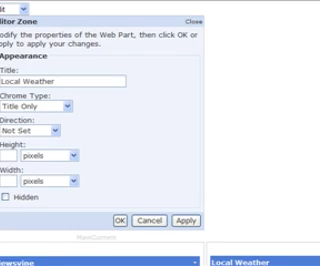 it
ditor Zone
Close
odify the properties of the Web Part, then click OK or
pply to apply your changes.
Appearance
Title:
Local Weather
Chrome Type:
Title Only
Direction:
Not Set
Height:
pixels
Width:
pixels
Hidden
OK
Cancel
Apply
ewsvine
Local Weather